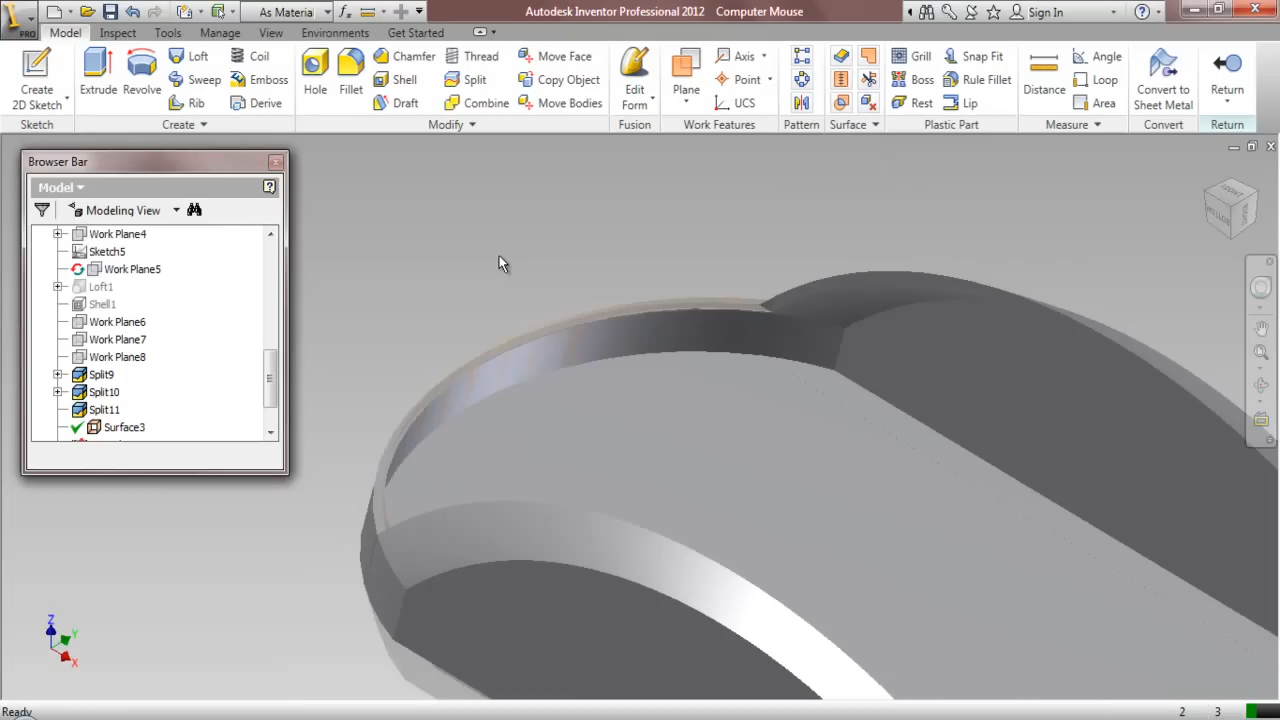 PRO
As Material
Autodesk Inventor Professional 2012 Computer Mouse
Sign In
Model Inspect Tools Manage View Environments Get Started
Create
2D Sketch
Extrude
Revolve
Loft
Sweep
Rib
Coil
Emboss
Derive
Hole
Fillet
Chamfer
Shell
Draft
Thread
Split
Combine
Move Face
Copy Object
Move Bodies
Edit
Form
Plane
Axis
Point
UCS
Grill
Boss
Rest
Snap Fit
Rule Fillet
Lip
Distance
Angle
Loop
Area
Convert to
Sheet Metal
Return
Sketch Create Modify Fusion Work Features Pattern Surface Plastic Part Measure Convert Return
Browser Bar
Model
Modeling View
Work Plane4
Sketch5
Work Plane5
Loft1
Shell1
Work Plane6
Work Plane7
Work Plane8
Split9
Split10
Split11
Surface3
FRONT
Z
Y
X
Ready
2 3